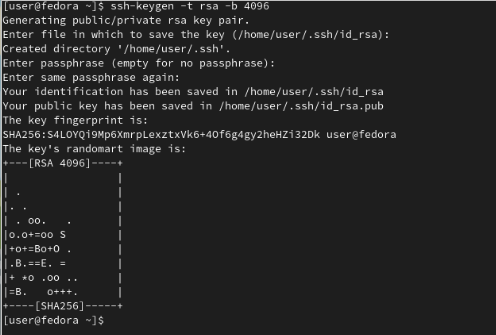 [user@fedora ~]$ ssh-keygen -t rsa -b 4096
Generating public/private rsa key pair.
Enter file in which to save the key (/home/user/.ssh/id_rsa):
Created directory '/home/user/.ssh'.
Enter passphrase (empty for no passphrase):
Enter same passphrase again:
Your identification has been saved in /home/user/.ssh/id_rsa
Your public key has been saved in /home/user/.ssh/id_rsa.pub
The key fingerprint is:
SHA256:S4LOYQi9Mp6XmrpLexztxVk6+4Of6g4gy2heHZi32Dk user@fedora
The key's randomart image is:
+---[RSA 4096]----+
|                 |
| .               |
|. .              |
| . oo.   .       |
|o.o+=oo S        |
|+o+=Bo+O .       |
|.B.==E. =        |
|+ *o .oo ..      |
|=B.   o+++.      |
+----[SHA256]-----+
[user@fedora ~]$